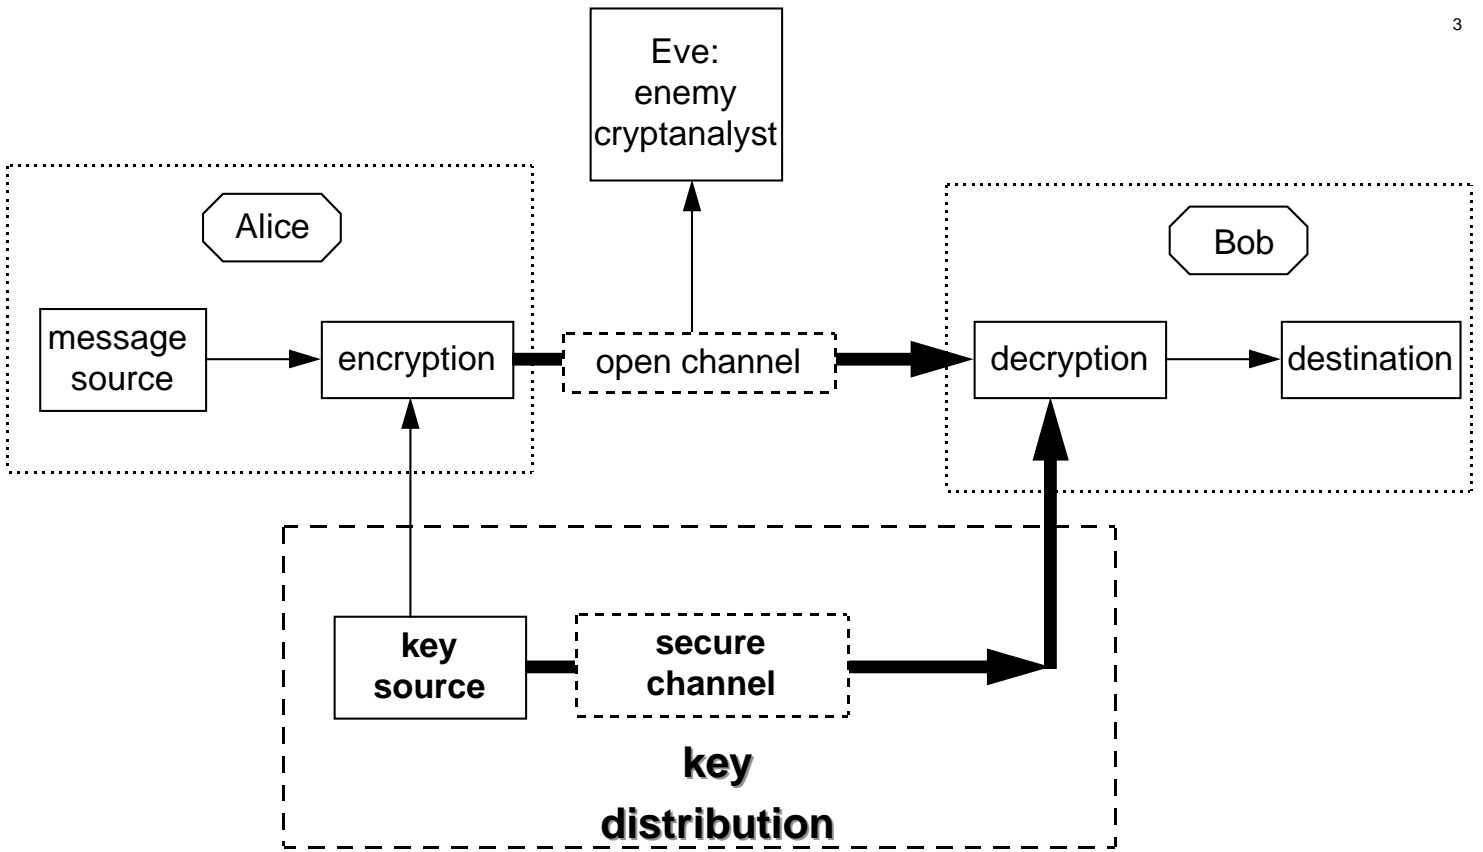 3
Eve:
enemy
cryptanalyst
Alice
Bob
message
source
encryption
open channel
decryption
destination
key
source
secure
channel
key
distribution